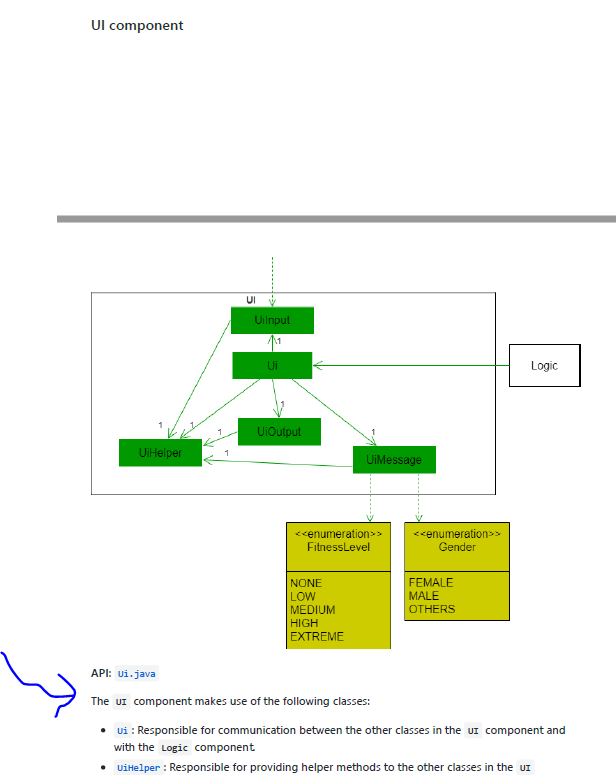 UI component
UI
UiInput
1
Ui
Logic
1
1
1
1
1
UiOutput
UiHelper
1
UiMessage
<<enumeration>>
FitnessLevel
NONE
LOW
MEDIUM
HIGH
EXTREME
<<enumeration>>
Gender
FEMALE
MALE
OTHERS
API: Ui.java
The UI component makes use of the following classes:
• Ui : Responsible for communication between the other classes in the UI component and
with the Logic component.
• UiHelper : Responsible for providing helper methods to the other classes in the UI